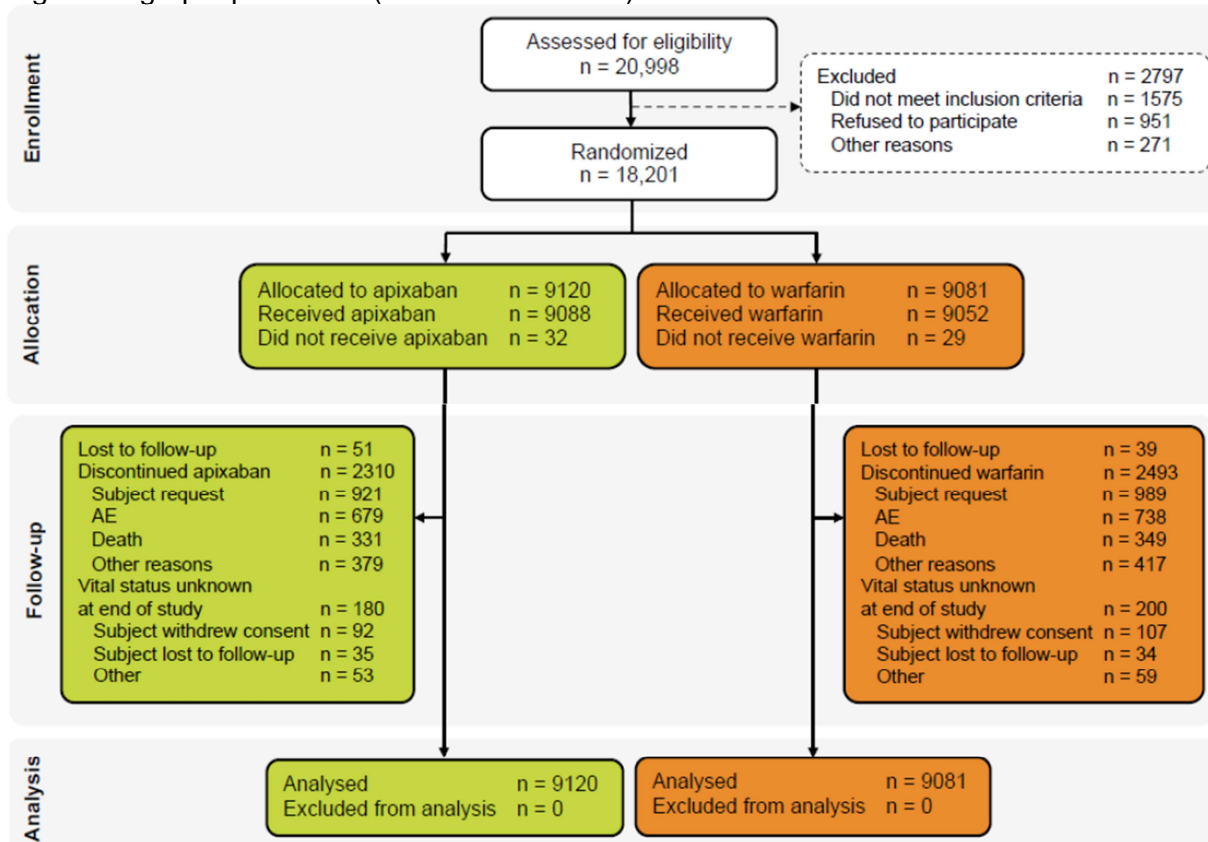 Enrollment
Assessed for eligibility
n = 20,998
Excluded n = 2797
Did not meet inclusion criteria n = 1575
Refused to participate n = 951
Other reasons n = 271
Randomized
n = 18,201
Allocation
Allocated to apixaban n = 9120
Received apixaban n = 9088
Did not receive apixaban n = 32
Allocated to warfarin n = 9081
Received warfarin n = 9052
Did not receive warfarin n = 29
Follow-up
Lost to follow-up n = 51
Discontinued apixaban n = 2310
Subject request n = 921
AE n = 679
Death n = 331
Other reasons n = 379
Vital status unknown
at end of study n = 180
Subject withdrew consent n = 92
Subject lost to follow-up n = 35
Other n = 53
Lost to follow-up n = 39
Discontinued warfarin n = 2493
Subject request n = 989
AE n = 738
Death n = 349
Other reasons n = 417
Vital status unknown
at end of study n = 200
Subject withdrew consent n = 107
Subject lost to follow-up n = 34
Other n = 59
Analysis
Analysed n = 9120
Excluded from analysis n = 0
Analysed n = 9081
Excluded from analysis n = 0